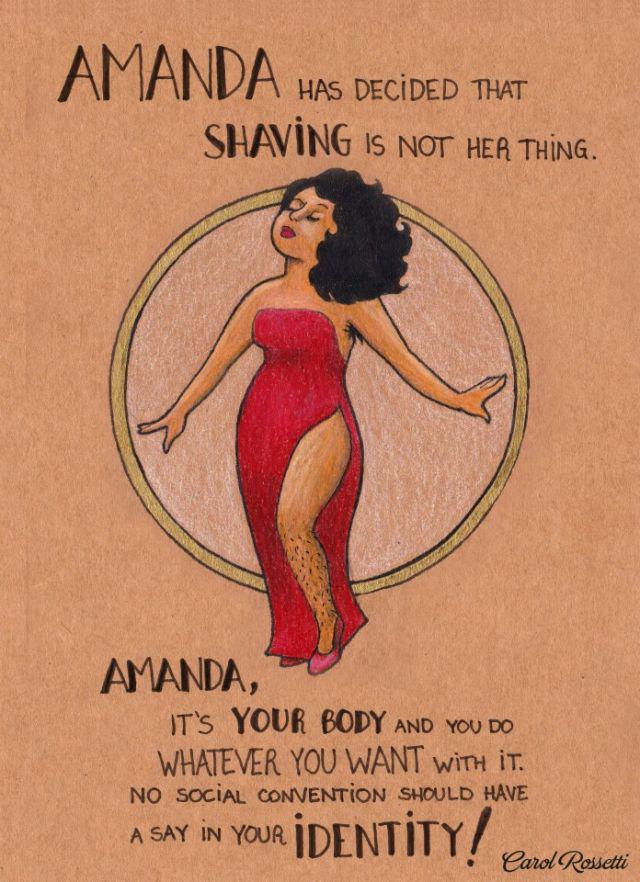 AMANDA HAS DECIDED THAT
SHAVING IS NOT HER THING.
AMANDA,
IT'S YOUR BODY AND YOU DO
WHATEVER YOU WANT WITH IT.
NO SOCIAL CONVENTION SHOULD HAVE
A SAY IN YOUR IDENTITY!
Carol Rossetti